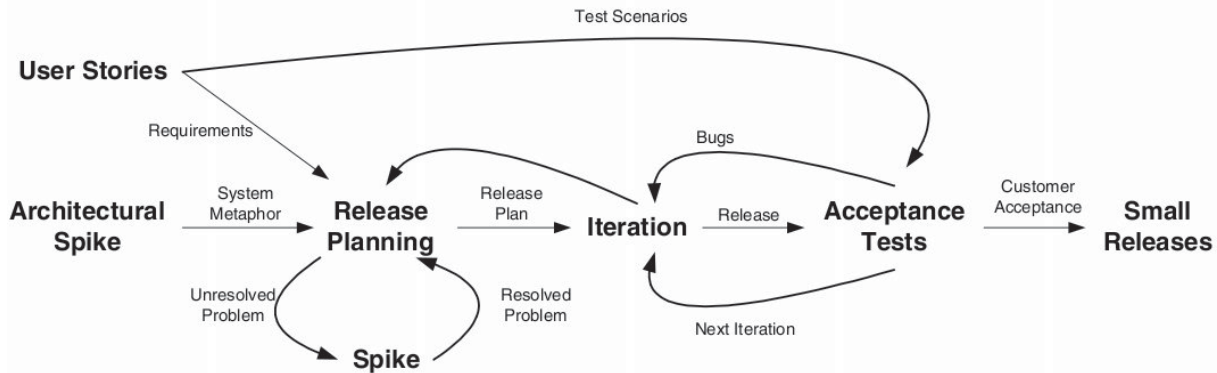 Test Scenarios
User Stories
Requirements
Bugs
Architectural
Spike
System
Metaphor
Release
Planning
Release
Plan
Iteration
Release
Acceptance
Tests
Customer
Acceptance
Small
Releases
Unresolved
Problem
Resolved
Problem
Next Iteration
Spike